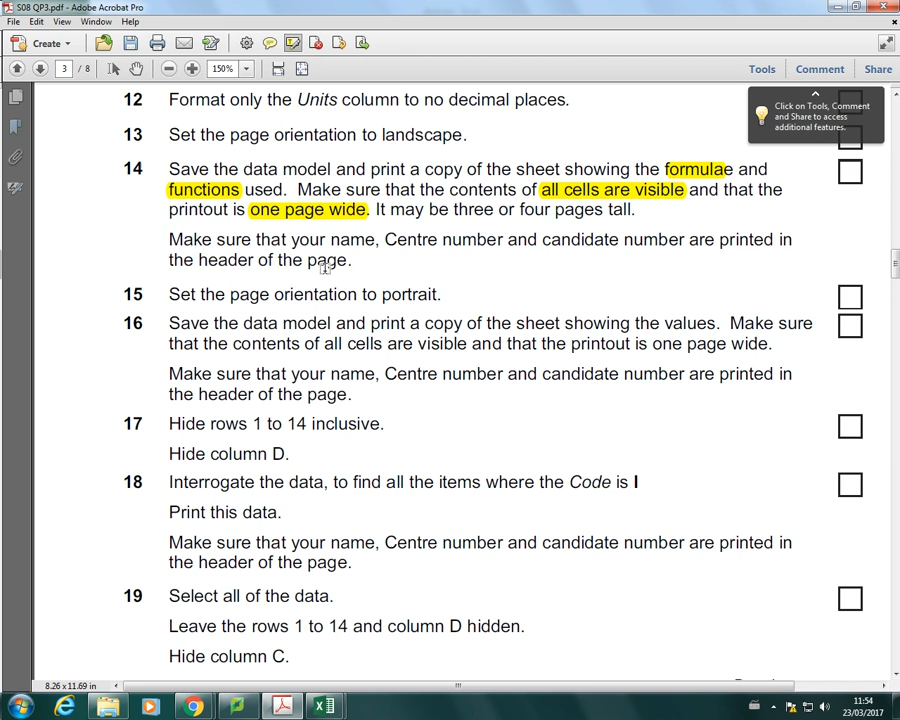 S08 QP3.pdf - Adobe Acrobat Pro
File Edit View Window Help
Create
3 / 8 150% Tools Comment Share
Click on Tools, Comment
and Share to access
additional features.
12 Format only the Units column to no decimal places.
13 Set the page orientation to landscape.
14 Save the data model and print a copy of the sheet showing the formulae and
functions used. Make sure that the contents of all cells are visible and that the
printout is one page wide. It may be three or four pages tall.
Make sure that your name, Centre number and candidate number are printed in
the header of the page.
15 Set the page orientation to portrait.
16 Save the data model and print a copy of the sheet showing the values. Make sure
that the contents of all cells are visible and that the printout is one page wide.
Make sure that your name, Centre number and candidate number are printed in
the header of the page.
17 Hide rows 1 to 14 inclusive.
Hide column D.
18 Interrogate the data, to find all the items where the Code is I
Print this data.
Make sure that your name, Centre number and candidate number are printed in
the header of the page.
19 Select all of the data.
Leave the rows 1 to 14 and column D hidden.
Hide column C.
8.26 x 11.69 in
11:54
23/03/2017